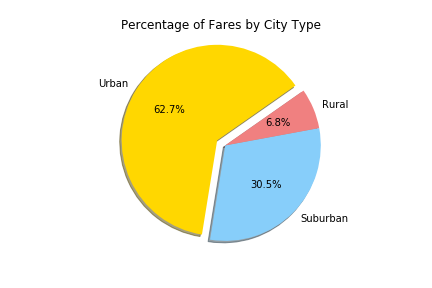 Percentage of Fares by City Type
Urban
62.7%
Rural
6.8%
30.5%
Suburban